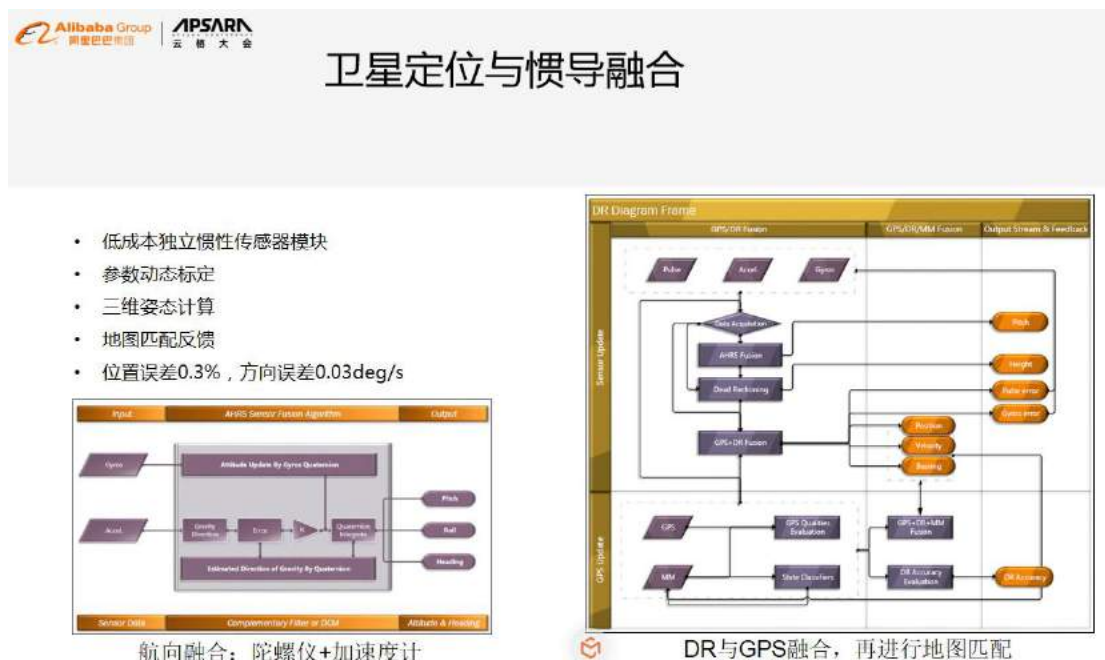 Alibaba Group
阿里巴巴集团
APSARA
云栖大会
卫星定位与惯导融合
• 低成本独立惯性传感器模块
• 参数动态标定
• 三维姿态计算
• 地图匹配反馈
• 位置误差0.3%，方向误差0.03deg/s
Input
AHRS Sensor Fusion Algorithm
Output
Gyros
Attitude Update By Gyros Quaternion
Accel.
Gravity Direction
Error
K
Quaternion Integrate
Pitch
Roll
Heading
Estimated Direction of Gravity By Quaternion
Sensor Data
Complementary Filter or DCM
Attitude & Heading
航向融合：陀螺仪+加速度计
DR Diagram Frame
GPS/DR Fusion
GPS/DR/MM Fusion
Output Stream & Feedback
Sensor Update
Pulse
Accel.
Gyros
Data Acquisition
AHRS Fusion
Dead Reckoning
GPS+DR Fusion
Pitch
Height
Pulse error
Gyros error
Position
Velocity
Bearing
GPS Update
GPS
MM
GPS Qualities
Evaluation
State Classifiers
GPS+DR+MM
Fusion
DR Accuracy
Evaluation
DR Accuracy
DR与GPS融合，再进行地图匹配